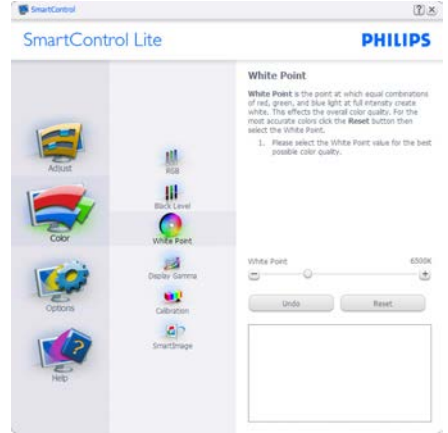 SmartControl
SmartControl Lite
PHILIPS
Adjust
Color
Options
Help
RGB
Black Level
White Point
Display Gamma
Calibration
SmartImage
White Point
White Point is the point at which equal combinations
of red, green, and blue light at full intensity create
white. This effects the overall color quality. For the
most accurate colors click the Reset button then
select the White Point.
1. Please select the White Point value for the best
possible color quality.
White Point 6500K
Undo Reset